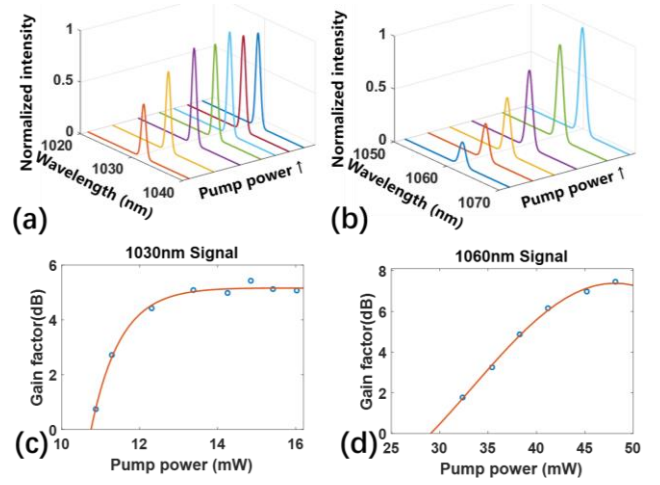 1
0.5
0
Normalized intensity
1020
1030
1040
Wavelength (nm)
Pump power ↑
(a)
1
0.5
0
Normalized intensity
1050
1060
1070
Wavelength (nm)
Pump power ↑
(b)
1030nm Signal
6
4
2
0
Gain factor(dB)
10 12 14 16
Pump power (mW)
(c)
1060nm Signal
8
6
4
2
0
Gain factor(dB)
25 30 35 40 45 50
Pump power (mW)
(d)